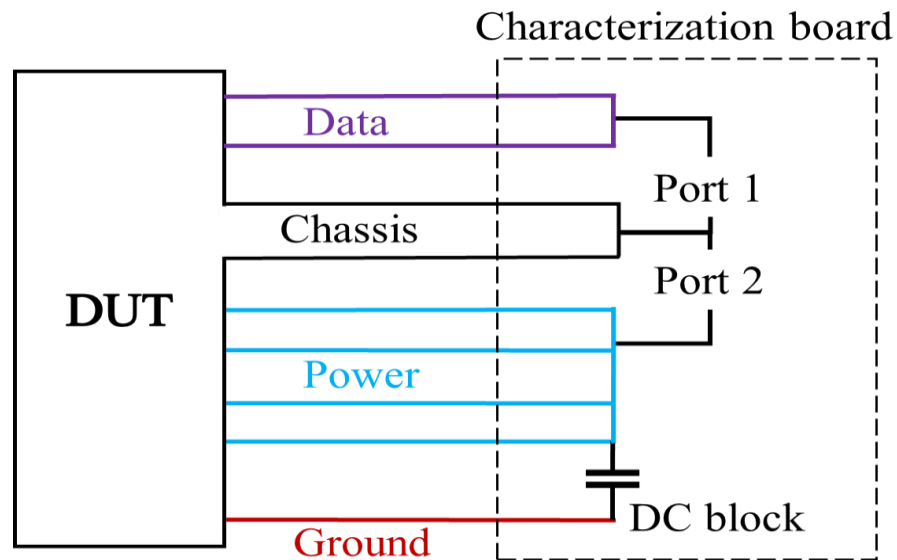 Characterization board
Data
Port 1
Chassis
Port 2
DUT
Power
DC block
Ground